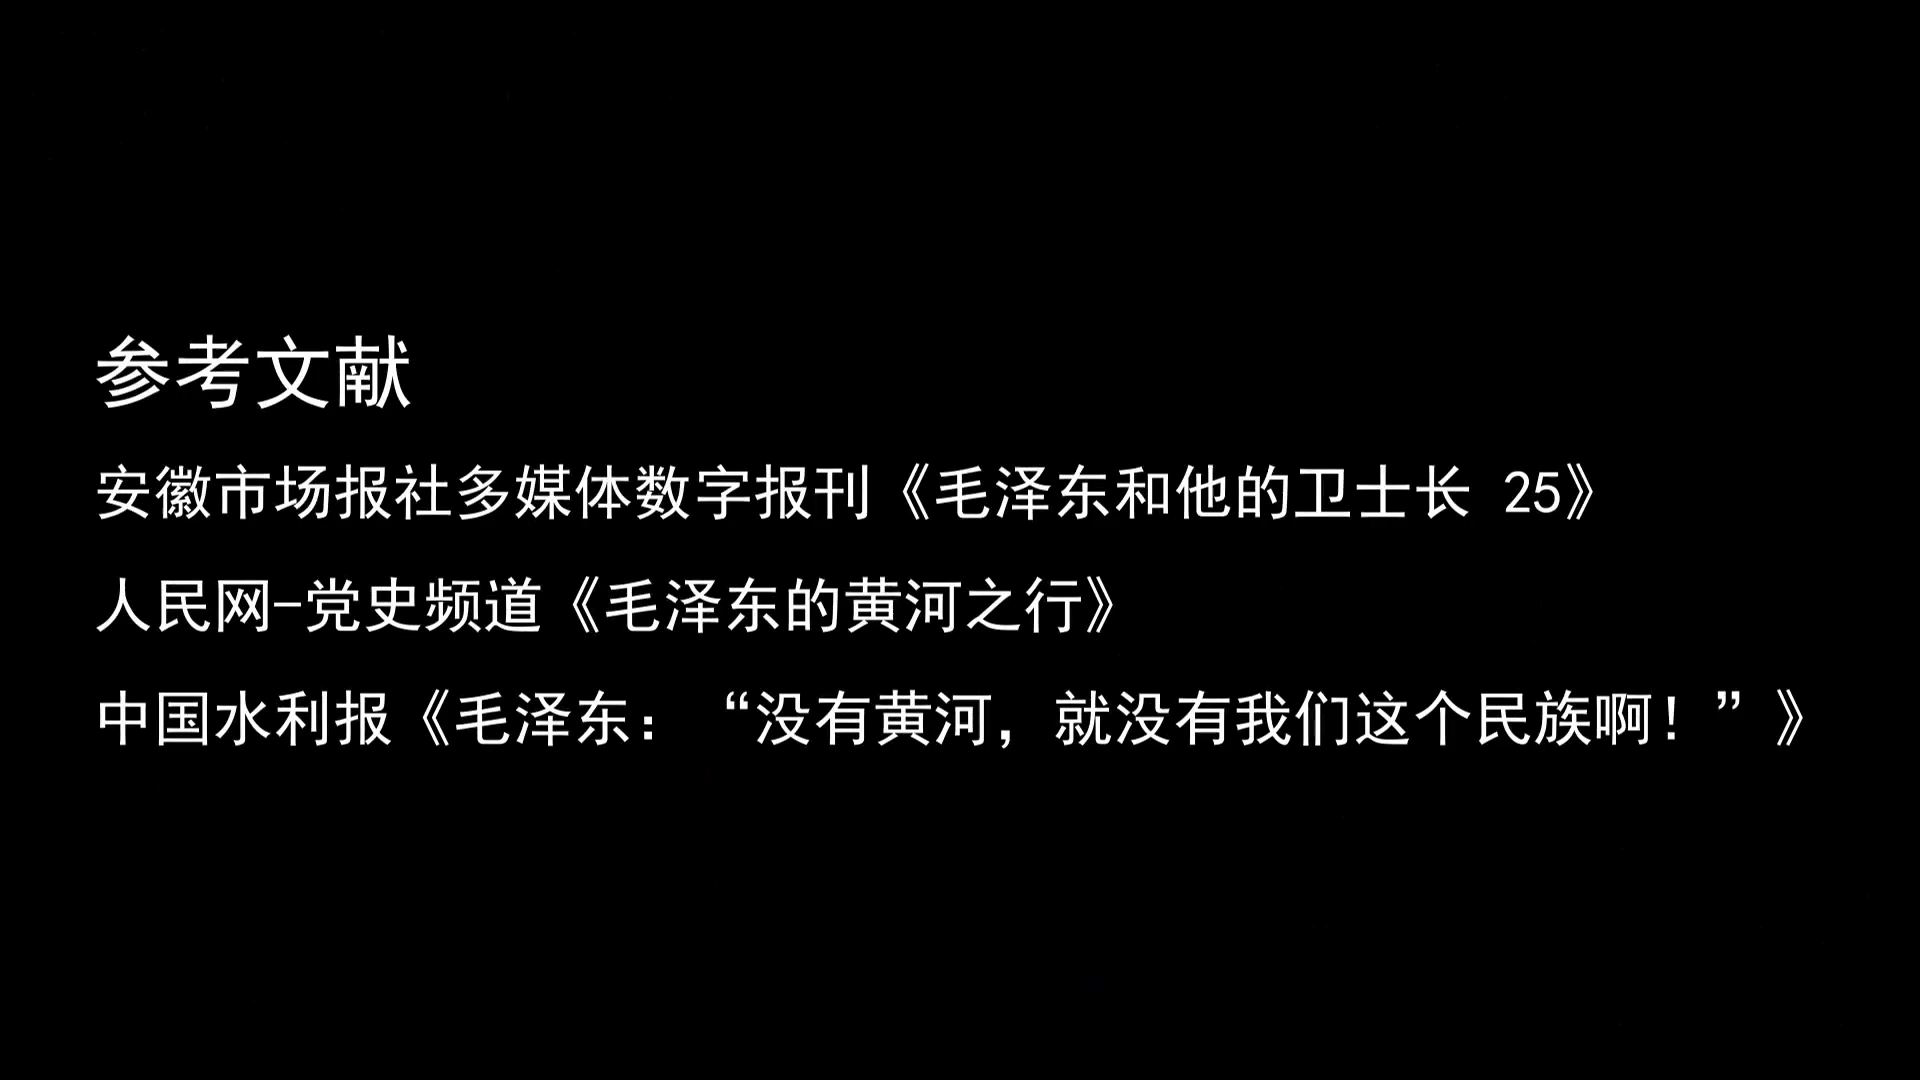 参考文献
安徽市场报社多媒体数字报刊《毛泽东和他的卫士长 25》
人民网-党史频道《毛泽东的黄河之行》
中国水利报《毛泽东：“没有黄河，就没有我们这个民族啊！”》